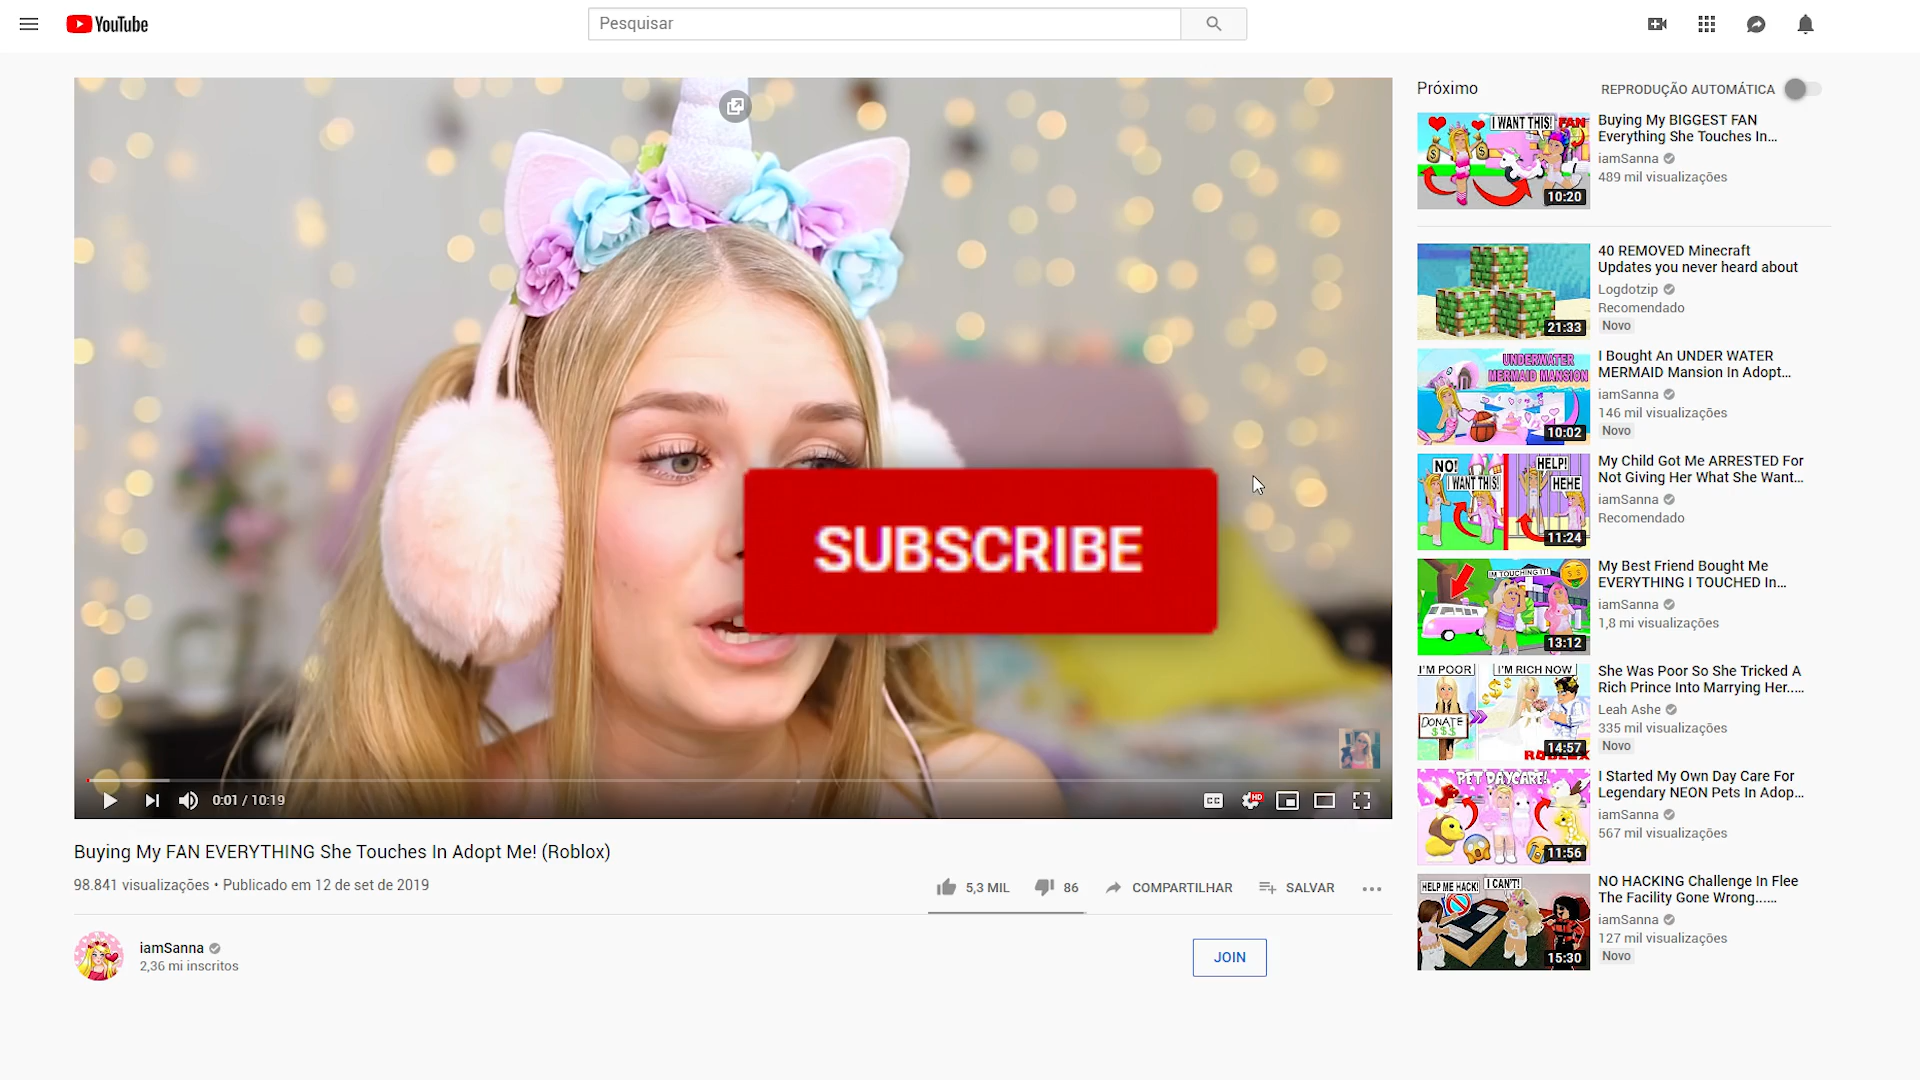 YouTube
Pesquisar
SUBSCRIBE
0:01 / 10:19
CC
HD
Buying My FAN EVERYTHING She Touches In Adopt Me! (Roblox)
98.841 visualizações • Publicado em 12 de set de 2019
5,3 MIL
86
COMPARTILHAR
SALVAR
iamSanna
2,36 mi inscritos
JOIN
Próximo
REPRODUÇÃO AUTOMÁTICA
I WANT THIS!
FAN
10:20
Buying My BIGGEST FAN
Everything She Touches In...
iamSanna
489 mil visualizações
21:33
40 REMOVED Minecraft
Updates you never heard about
Logdotzip
Recomendado
Novo
UNDERWATER
MERMAID MANSION
10:02
I Bought An UNDER WATER
MERMAID Mansion In Adopt...
iamSanna
146 mil visualizações
Novo
NO!
I WANT THIS!
HELP!
HEHE
11:24
My Child Got Me ARRESTED For
Not Giving Her What She Want...
iamSanna
Recomendado
I'M TOUCHING IT!
13:12
My Best Friend Bought Me
EVERYTHING I TOUCHED In...
iamSanna
1,8 mi visualizações
I'M POOR
I'M RICH NOW
DONATE
$$$
ROBLOX
14:57
She Was Poor So She Tricked A
Rich Prince Into Marrying Her....
Leah Ashe
335 mil visualizações
Novo
PET DAYCARE!
11:56
I Started My Own Day Care For
Legendary NEON Pets In Adop...
iamSanna
567 mil visualizações
HELP ME HACK!
I CAN'T!
15:30
NO HACKING Challenge In Flee
The Facility Gone Wrong......
iamSanna
127 mil visualizações
Novo